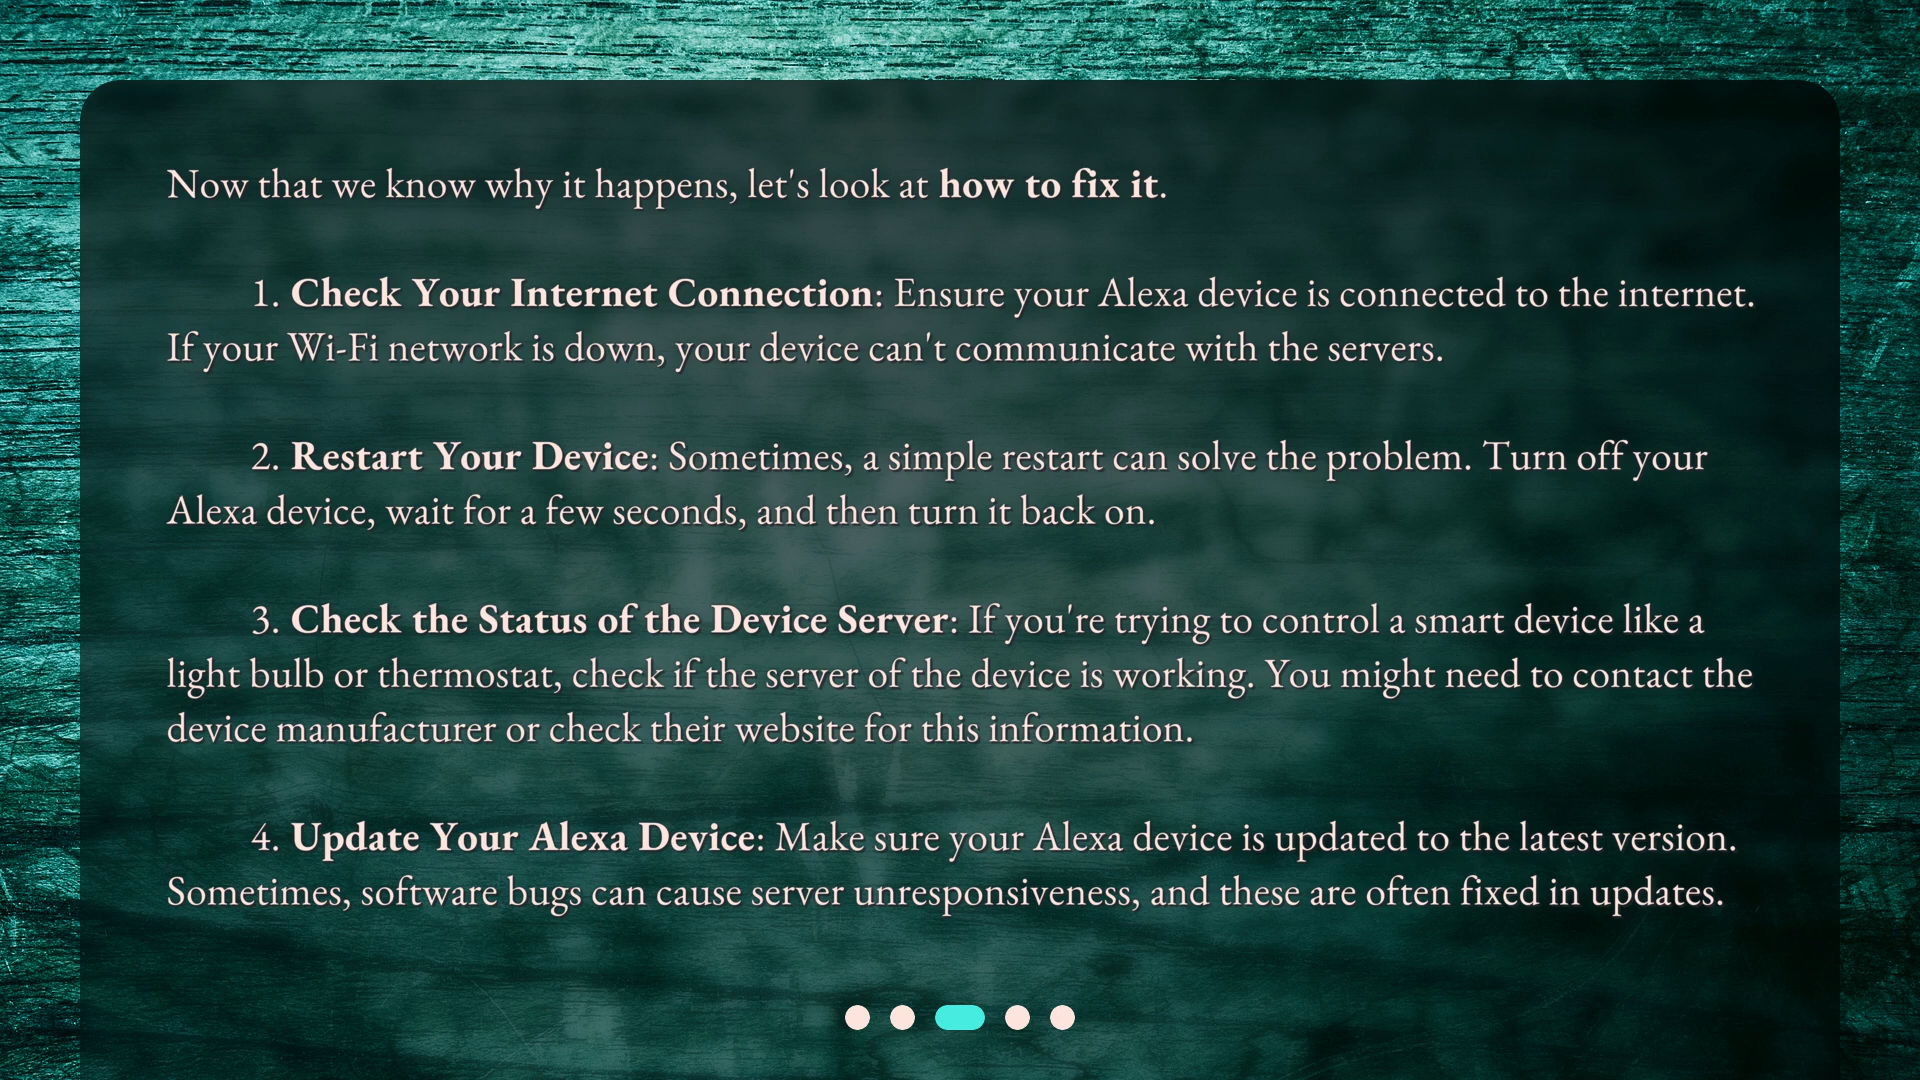 Now that we know why it happens, let's look at how to fix it.
1. Check Your Internet Connection: Ensure your Alexa device is connected to the internet.
If your Wi-Fi network is down, your device can't communicate with the servers.
2. Restart Your Device: Sometimes, a simple restart can solve the problem. Turn off your
Alexa device, wait for a few seconds, and then turn it back on.
3. Check the Status of the Device Server: If you're trying to control a smart device like a
light bulb or thermostat, check if the server of the device is working. You might need to contact the
device manufacturer or check their website for this information.
4. Update Your Alexa Device: Make sure your Alexa device is updated to the latest version.
Sometimes, software bugs can cause server unresponsiveness, and these are often fixed in updates.